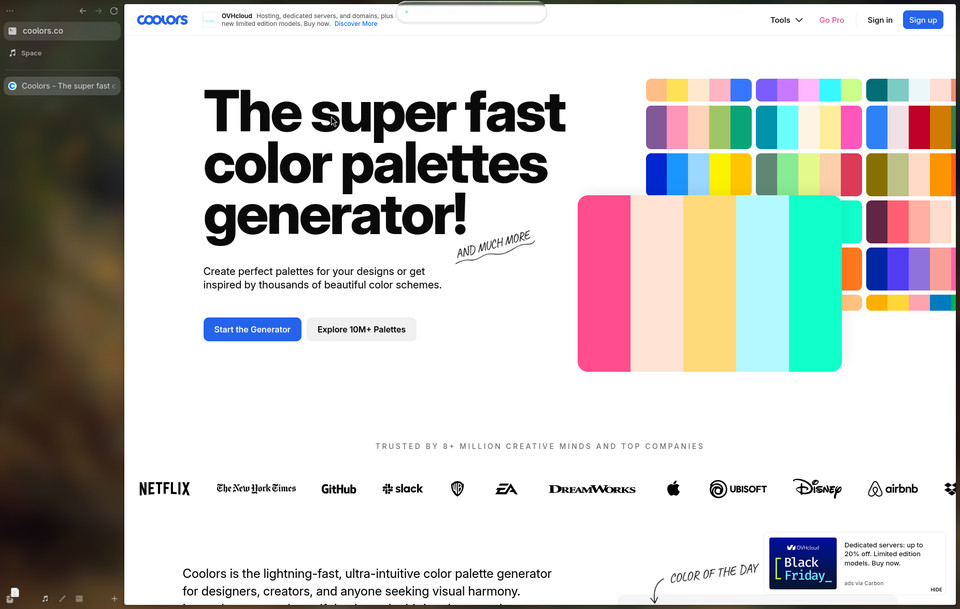 coolors.co
Space
Coolors - The super fast c
coolors
OVHcloud Hosting, dedicated servers, and domains, plus
new limited edition models. Buy now. Discover More
Tools
Go Pro
Sign in
Sign up
The super fast
color palettes
generator!
AND MUCH MORE
Create perfect palettes for your designs or get
inspired by thousands of beautiful color schemes.
Start the Generator
Explore 10M+ Palettes
TRUSTED BY 8+ MILLION CREATIVE MINDS AND TOP COMPANIES
NETFLIX
The New York Times
GitHub
slack
WB
EA
DREAMWORKS
UBISOFT
Disney
airbnb
Coolors is the lightning-fast, ultra-intuitive color palette generator
for designers, creators, and anyone seeking visual harmony.
COLOR OF THE DAY
OVHcloud
Black
Friday_
Dedicated servers: up to
20% off. Limited edition
models. Buy now.
ads via Carbon
HIDE